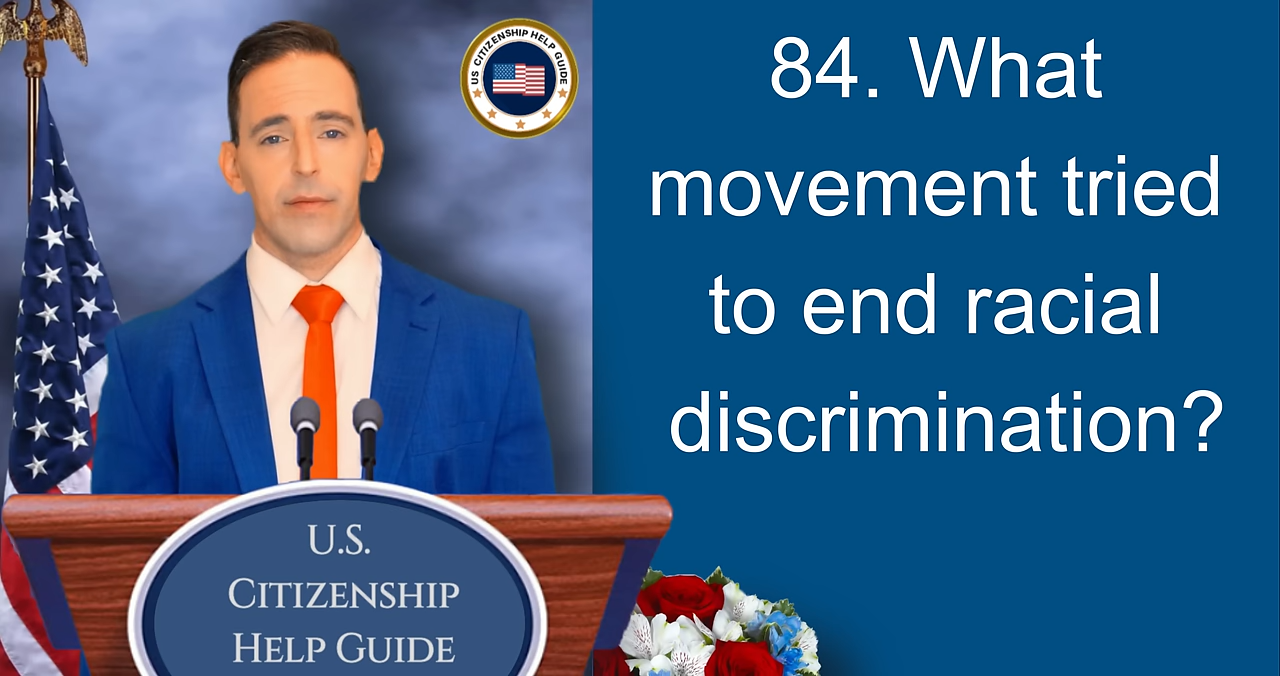 US CITIZENSHIP HELP GUIDE
84. What
movement tried
to end racial
discrimination?
U.S.
CITIZENSHIP
HELP GUIDE